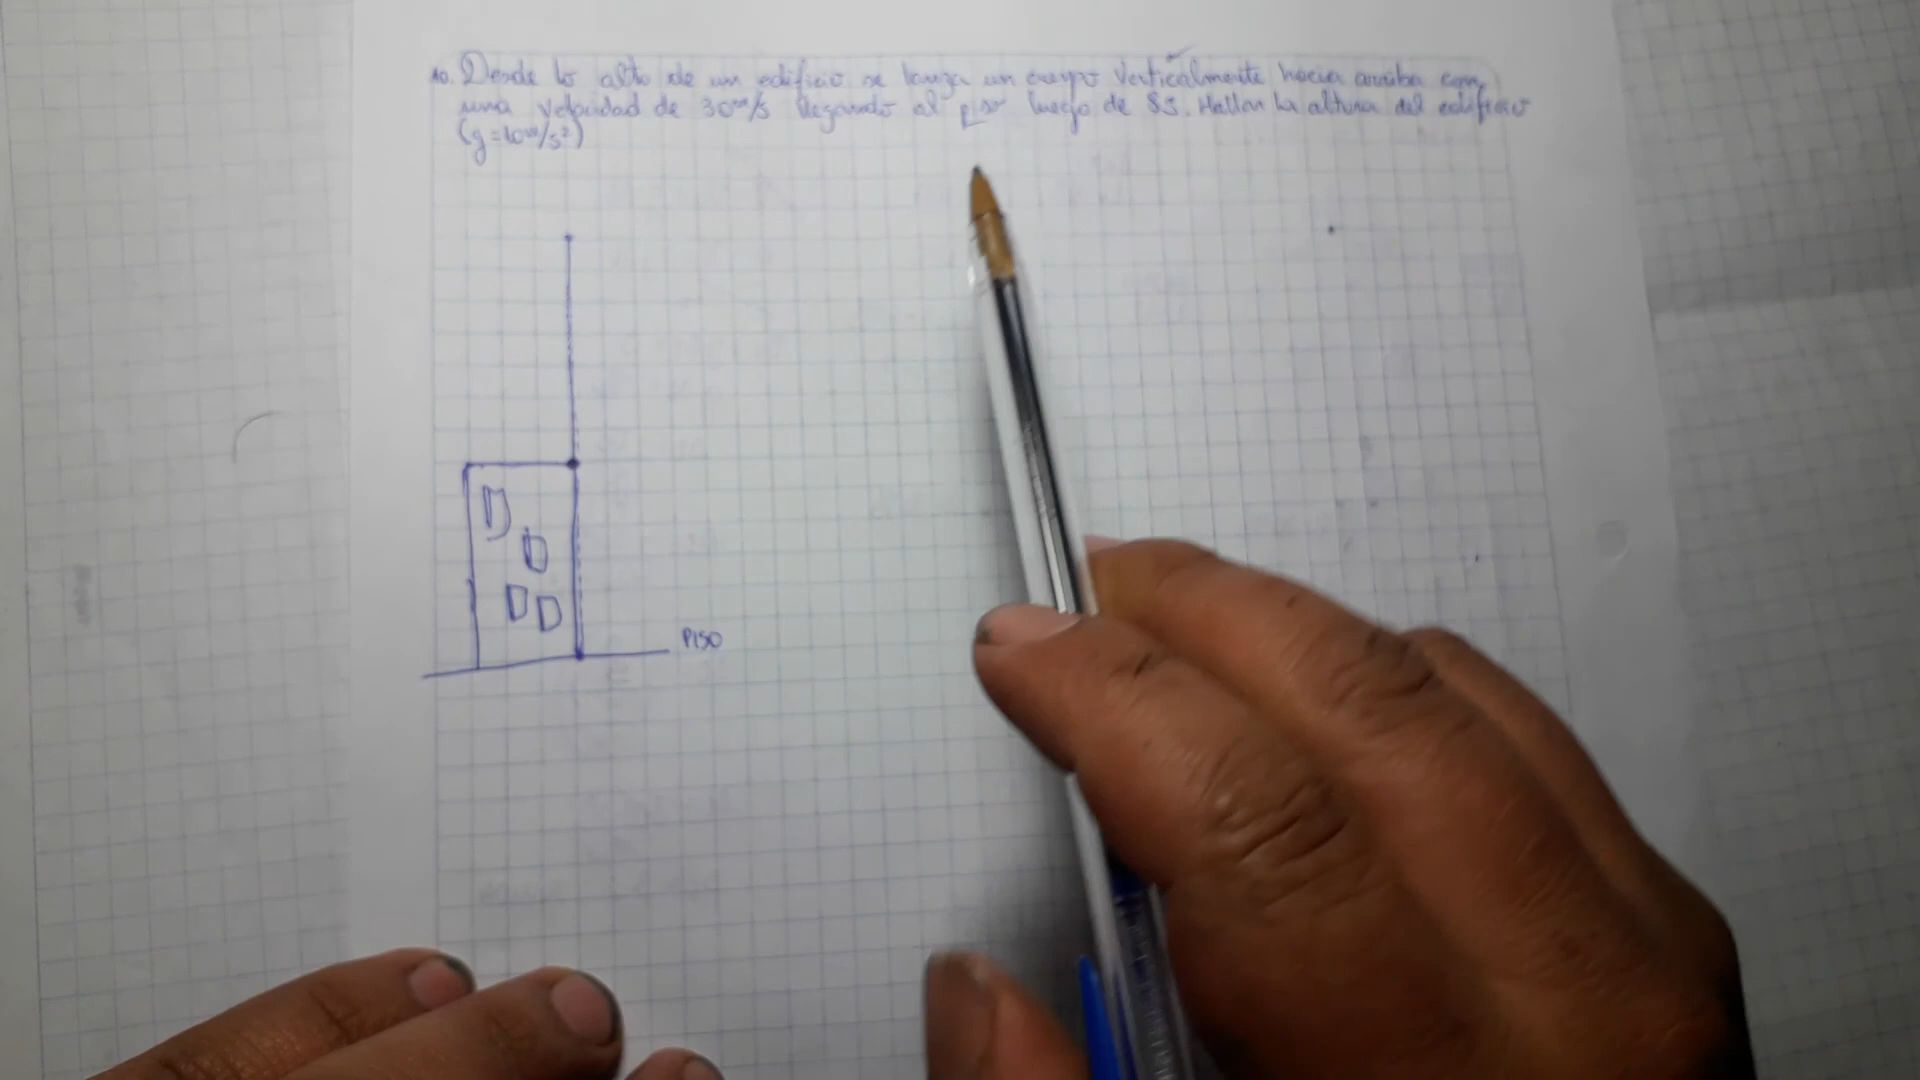 10. Desde lo alto de un edificio se lanza un cuerpo verticalmente hacia arriba con
una velocidad de 30m/s llegando al piso luego de 8s. Hallar la altura del edificio
(g=10m/s²)
PISO